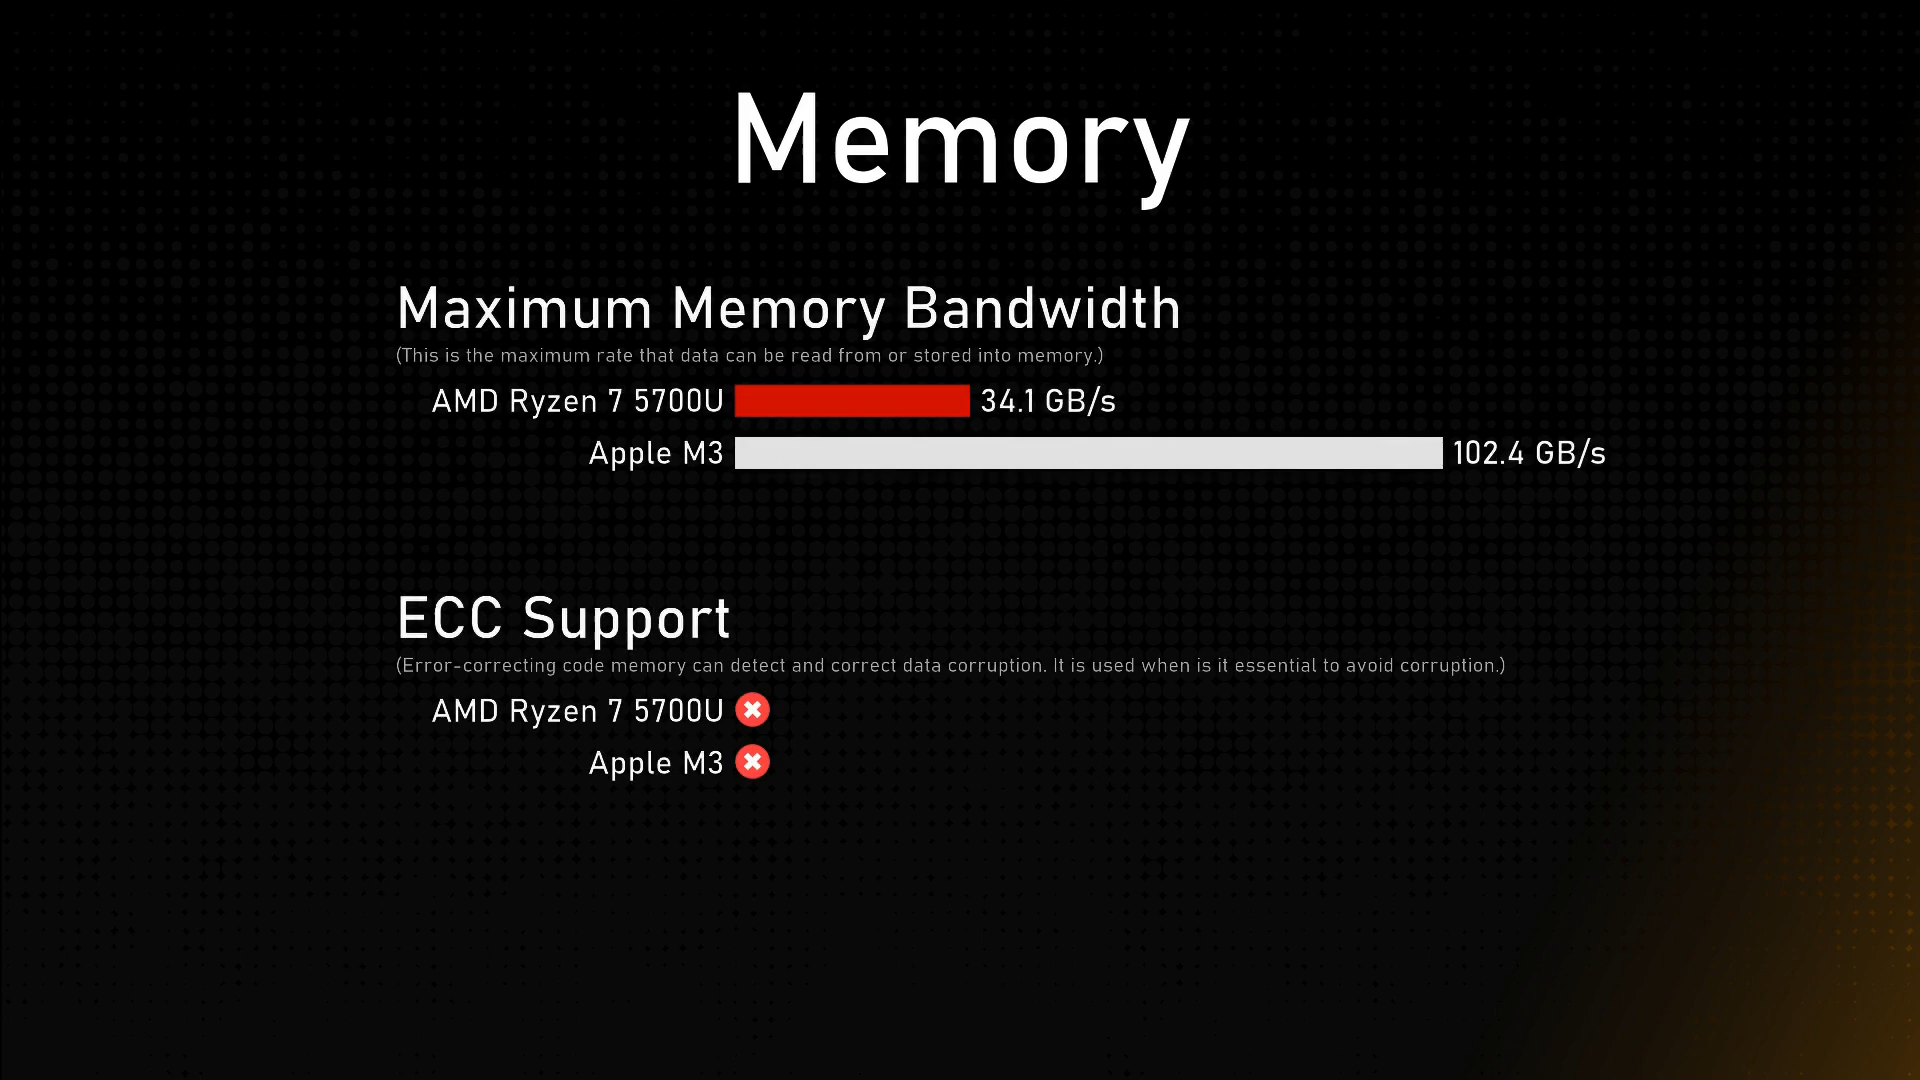 Memory
Maximum Memory Bandwidth
(This is the maximum rate that data can be read from or stored into memory.)
AMD Ryzen 7 5700U 34.1 GB/s
Apple M3 102.4 GB/s
ECC Support
(Error-correcting code memory can detect and correct data corruption. It is used when is it essential to avoid corruption.)
AMD Ryzen 7 5700U
Apple M3